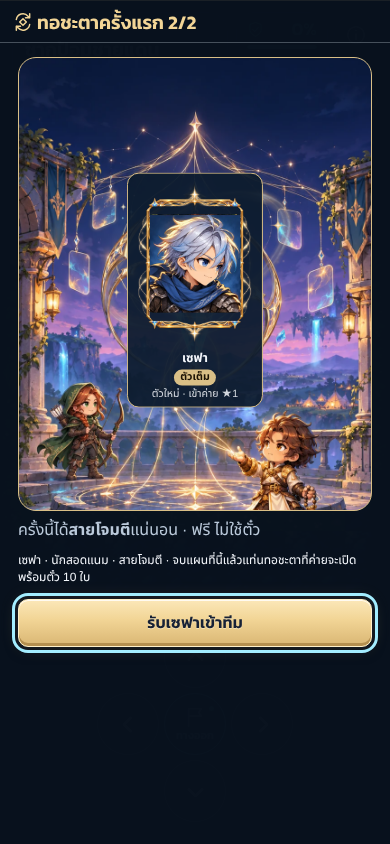 ทอชะตาครั้งแรก 2/2
เซฟา
ตัวเต็ม
ตัวใหม่ · เข้าค่าย ★1
ครั้งนี้ได้สายโจมตีแน่นอน · ฟรี ไม่ใช้ตั๋ว
เซฟา · นักสอดแนม · สายโจมตี · จบแผนที่นี้แล้วแท่นทอชะตาที่ค่ายจะเปิด
พร้อมตั๋ว 10 ใบ
รับเซฟาเข้าทีม